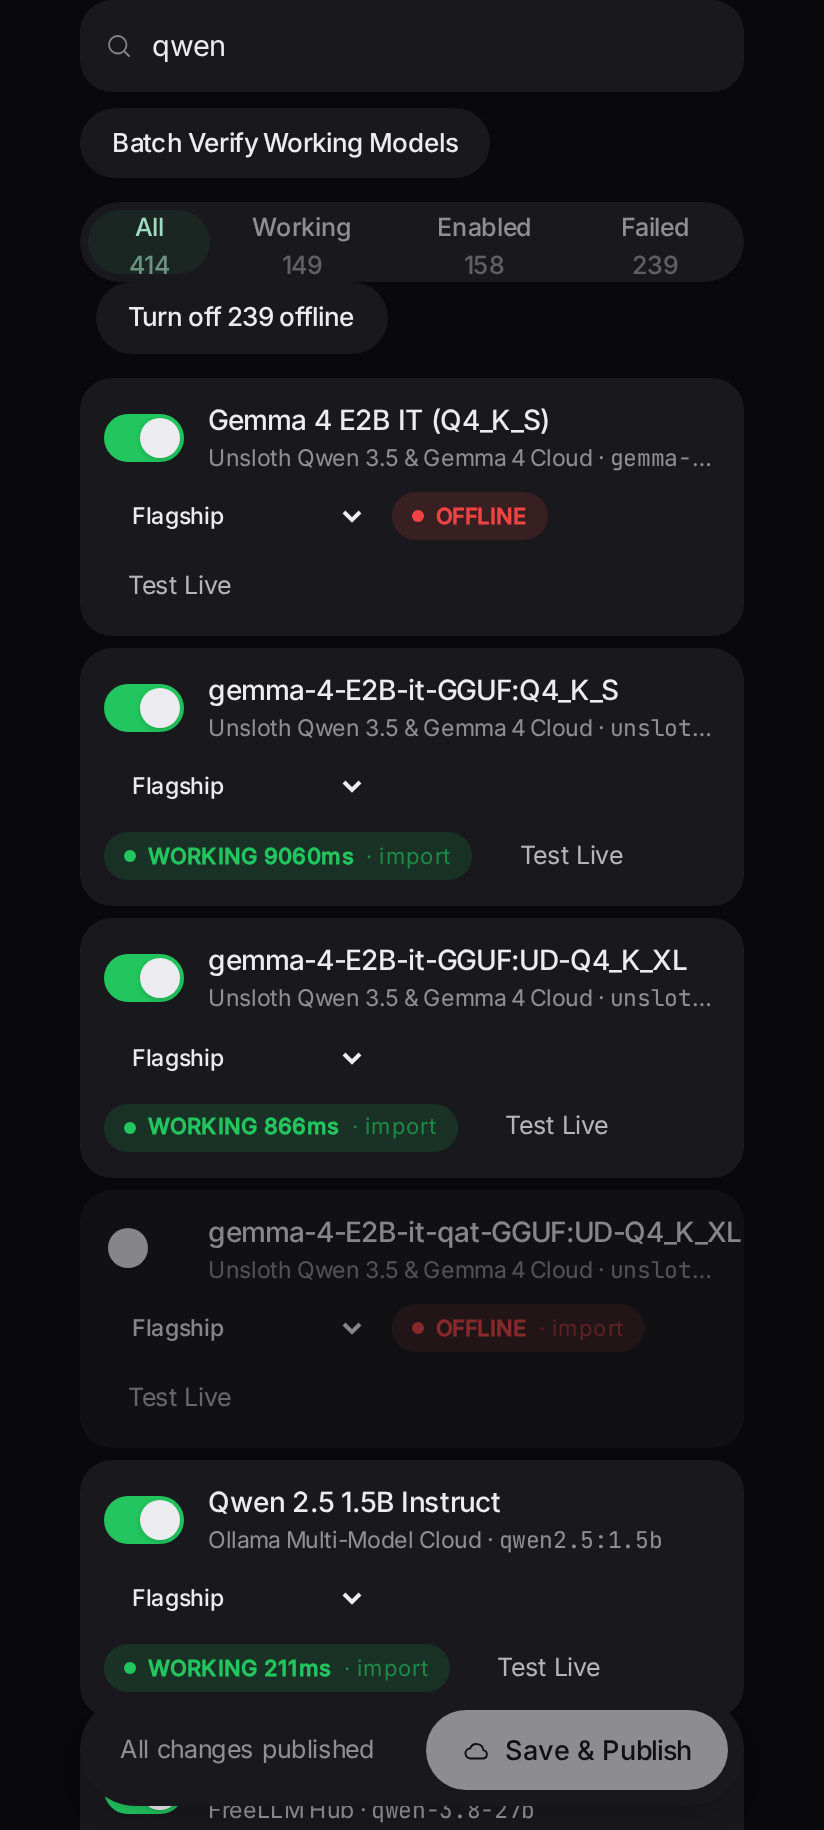 qwen
Batch Verify Working Models
All Working Enabled Failed
414 149 158 239
Turn off 239 offline
Gemma 4 E2B IT (Q4_K_S)
Unsloth Qwen 3.5 & Gemma 4 Cloud · gemma-...
Flagship OFFLINE
Test Live
gemma-4-E2B-it-GGUF:Q4_K_S
Unsloth Qwen 3.5 & Gemma 4 Cloud · unslot...
Flagship
WORKING 9060ms · import Test Live
gemma-4-E2B-it-GGUF:UD-Q4_K_XL
Unsloth Qwen 3.5 & Gemma 4 Cloud · unslot...
Flagship
WORKING 866ms · import Test Live
gemma-4-E2B-it-qat-GGUF:UD-Q4_K_XL
Unsloth Qwen 3.5 & Gemma 4 Cloud · unslot...
Flagship OFFLINE · import
Test Live
Qwen 2.5 1.5B Instruct
Ollama Multi-Model Cloud · qwen2.5:1.5b
Flagship
WORKING 211ms · import Test Live
All changes published Save & Publish
FreeLLM Hub · qwen-3.8-27b